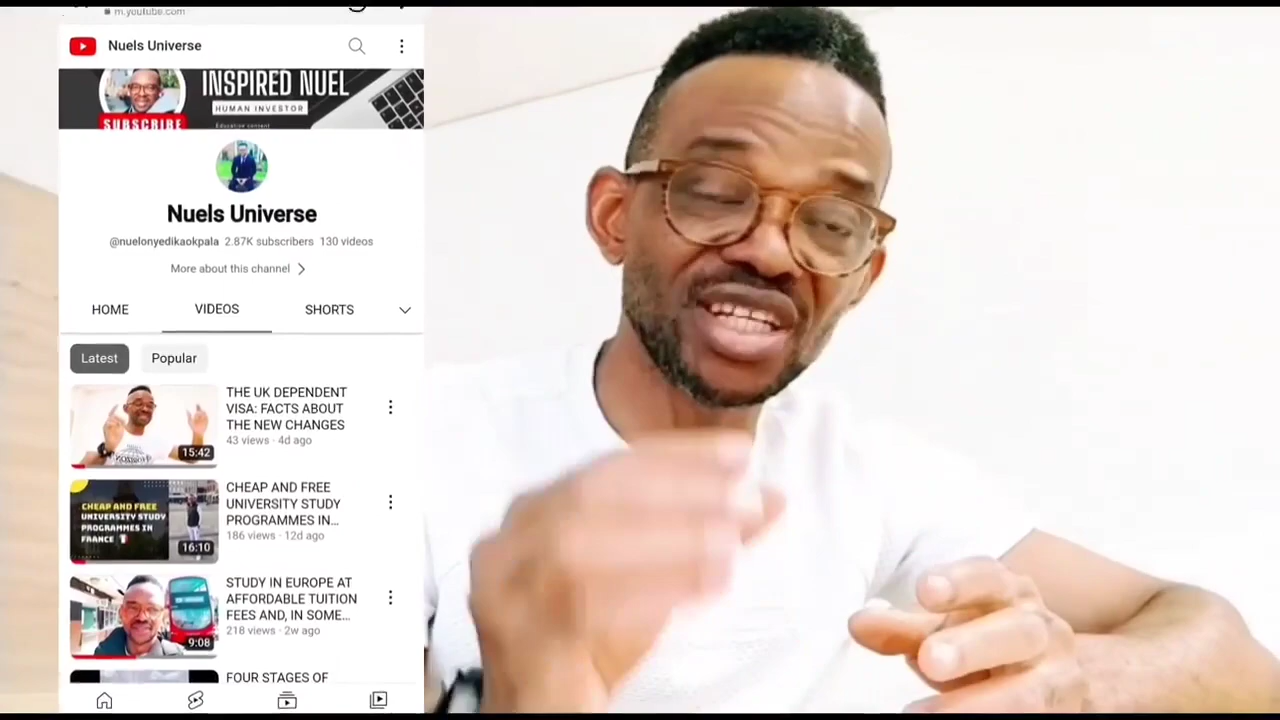 m.youtube.com
Nuels Universe
INSPIRED NUEL
HUMAN INVESTOR
SUBSCRIBE
Education content
Nuels Universe
@nuelonyedikaokpala 2.87K subscribers 130 videos
More about this channel
HOME VIDEOS SHORTS
Latest Popular
THE UK DEPENDENT
VISA: FACTS ABOUT
THE NEW CHANGES
43 views · 4d ago
15:42
CHEAP AND FREE
UNIVERSITY STUDY
PROGRAMMES IN...
186 views · 12d ago
CHEAP AND FREE
UNIVERSITY STUDY
PROGRAMMES IN
FRANCE
16:10
STUDY IN EUROPE AT
AFFORDABLE TUITION
FEES AND, IN SOME...
218 views · 2w ago
9:08
FOUR STAGES OF